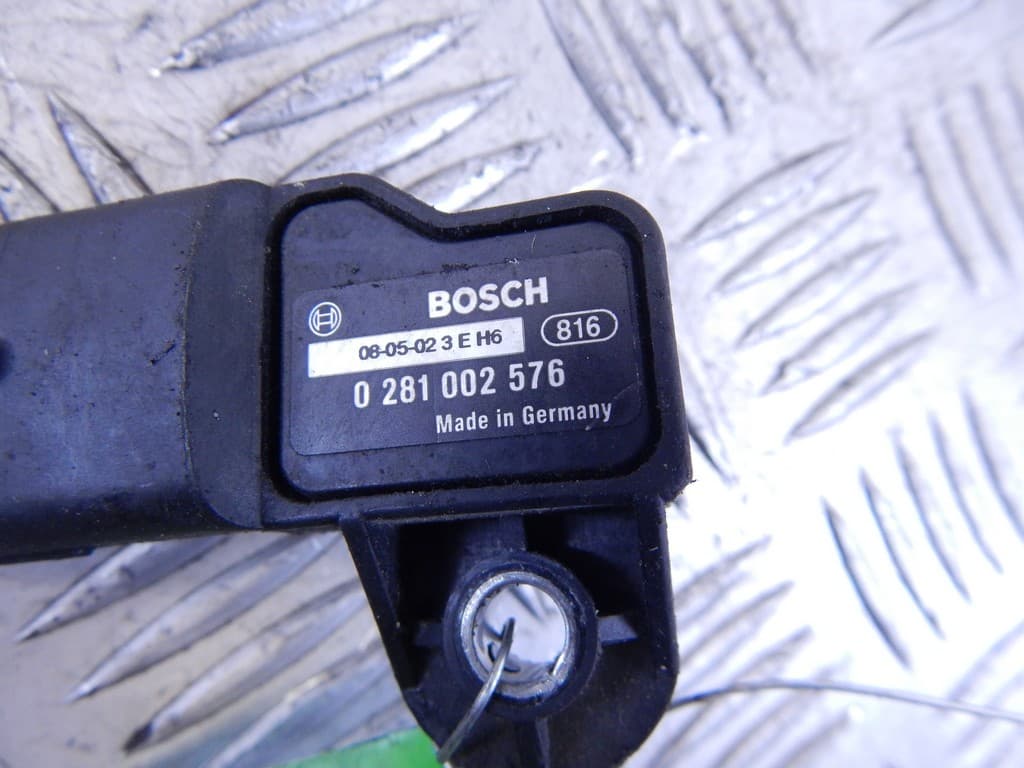 BOSCH
08-05-02 3 E H6 816
0 281 002 576
Made in Germany